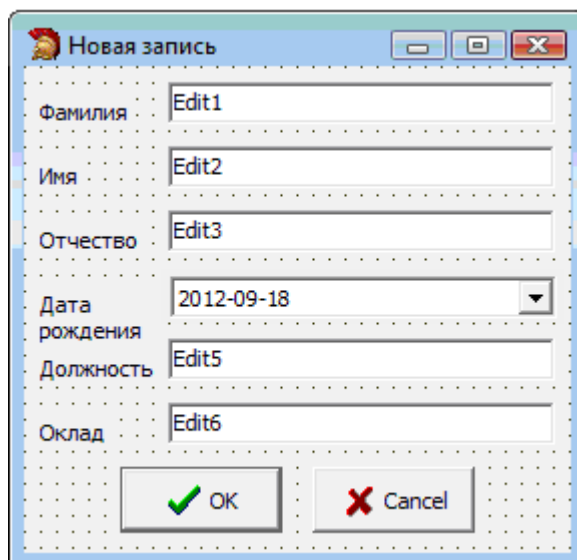 Новая запись
Фамилия Edit1
Имя Edit2
Отчество Edit3
Дата рождения 2012-09-18
Должность Edit5
Оклад Edit6
OK Cancel